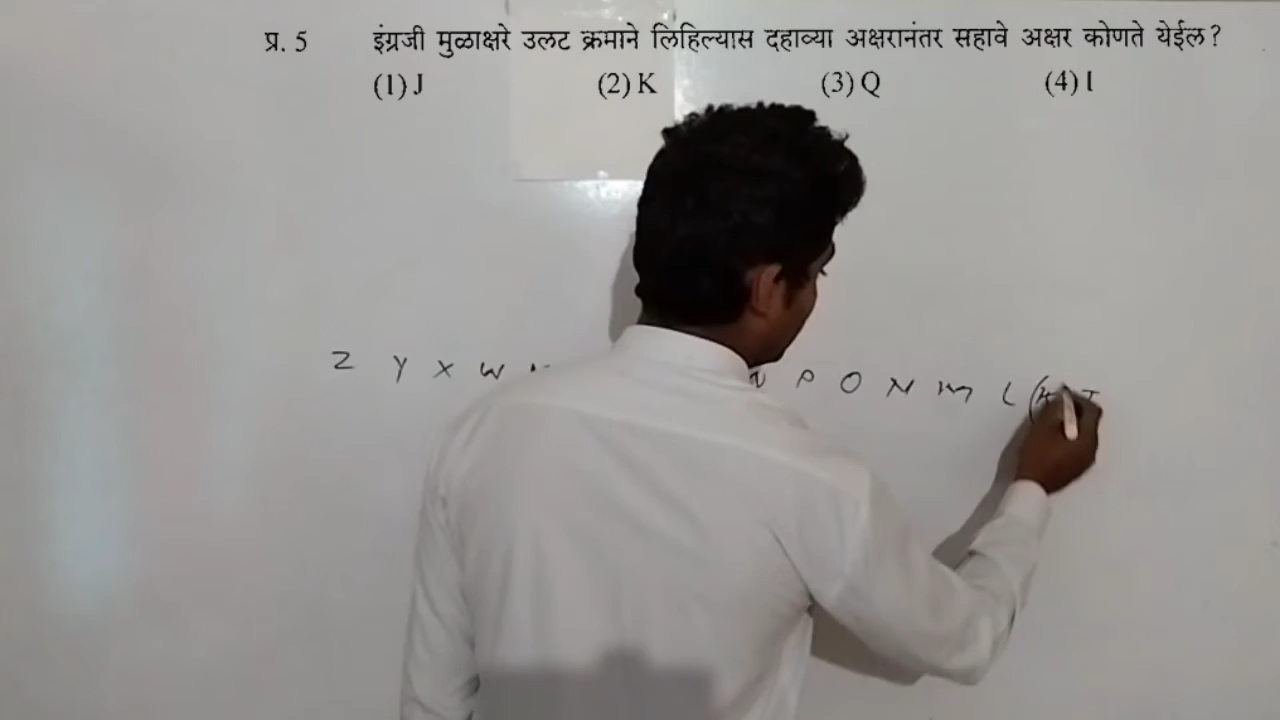 प्र. 5 इंग्रजी मुळाक्षरे उलट क्रमाने लिहिल्यास दहाव्या अक्षरानंतर सहावे अक्षर कोणते येईल?
(1) J (2) K (3) Q (4) I
Z Y X W P O N M L (K